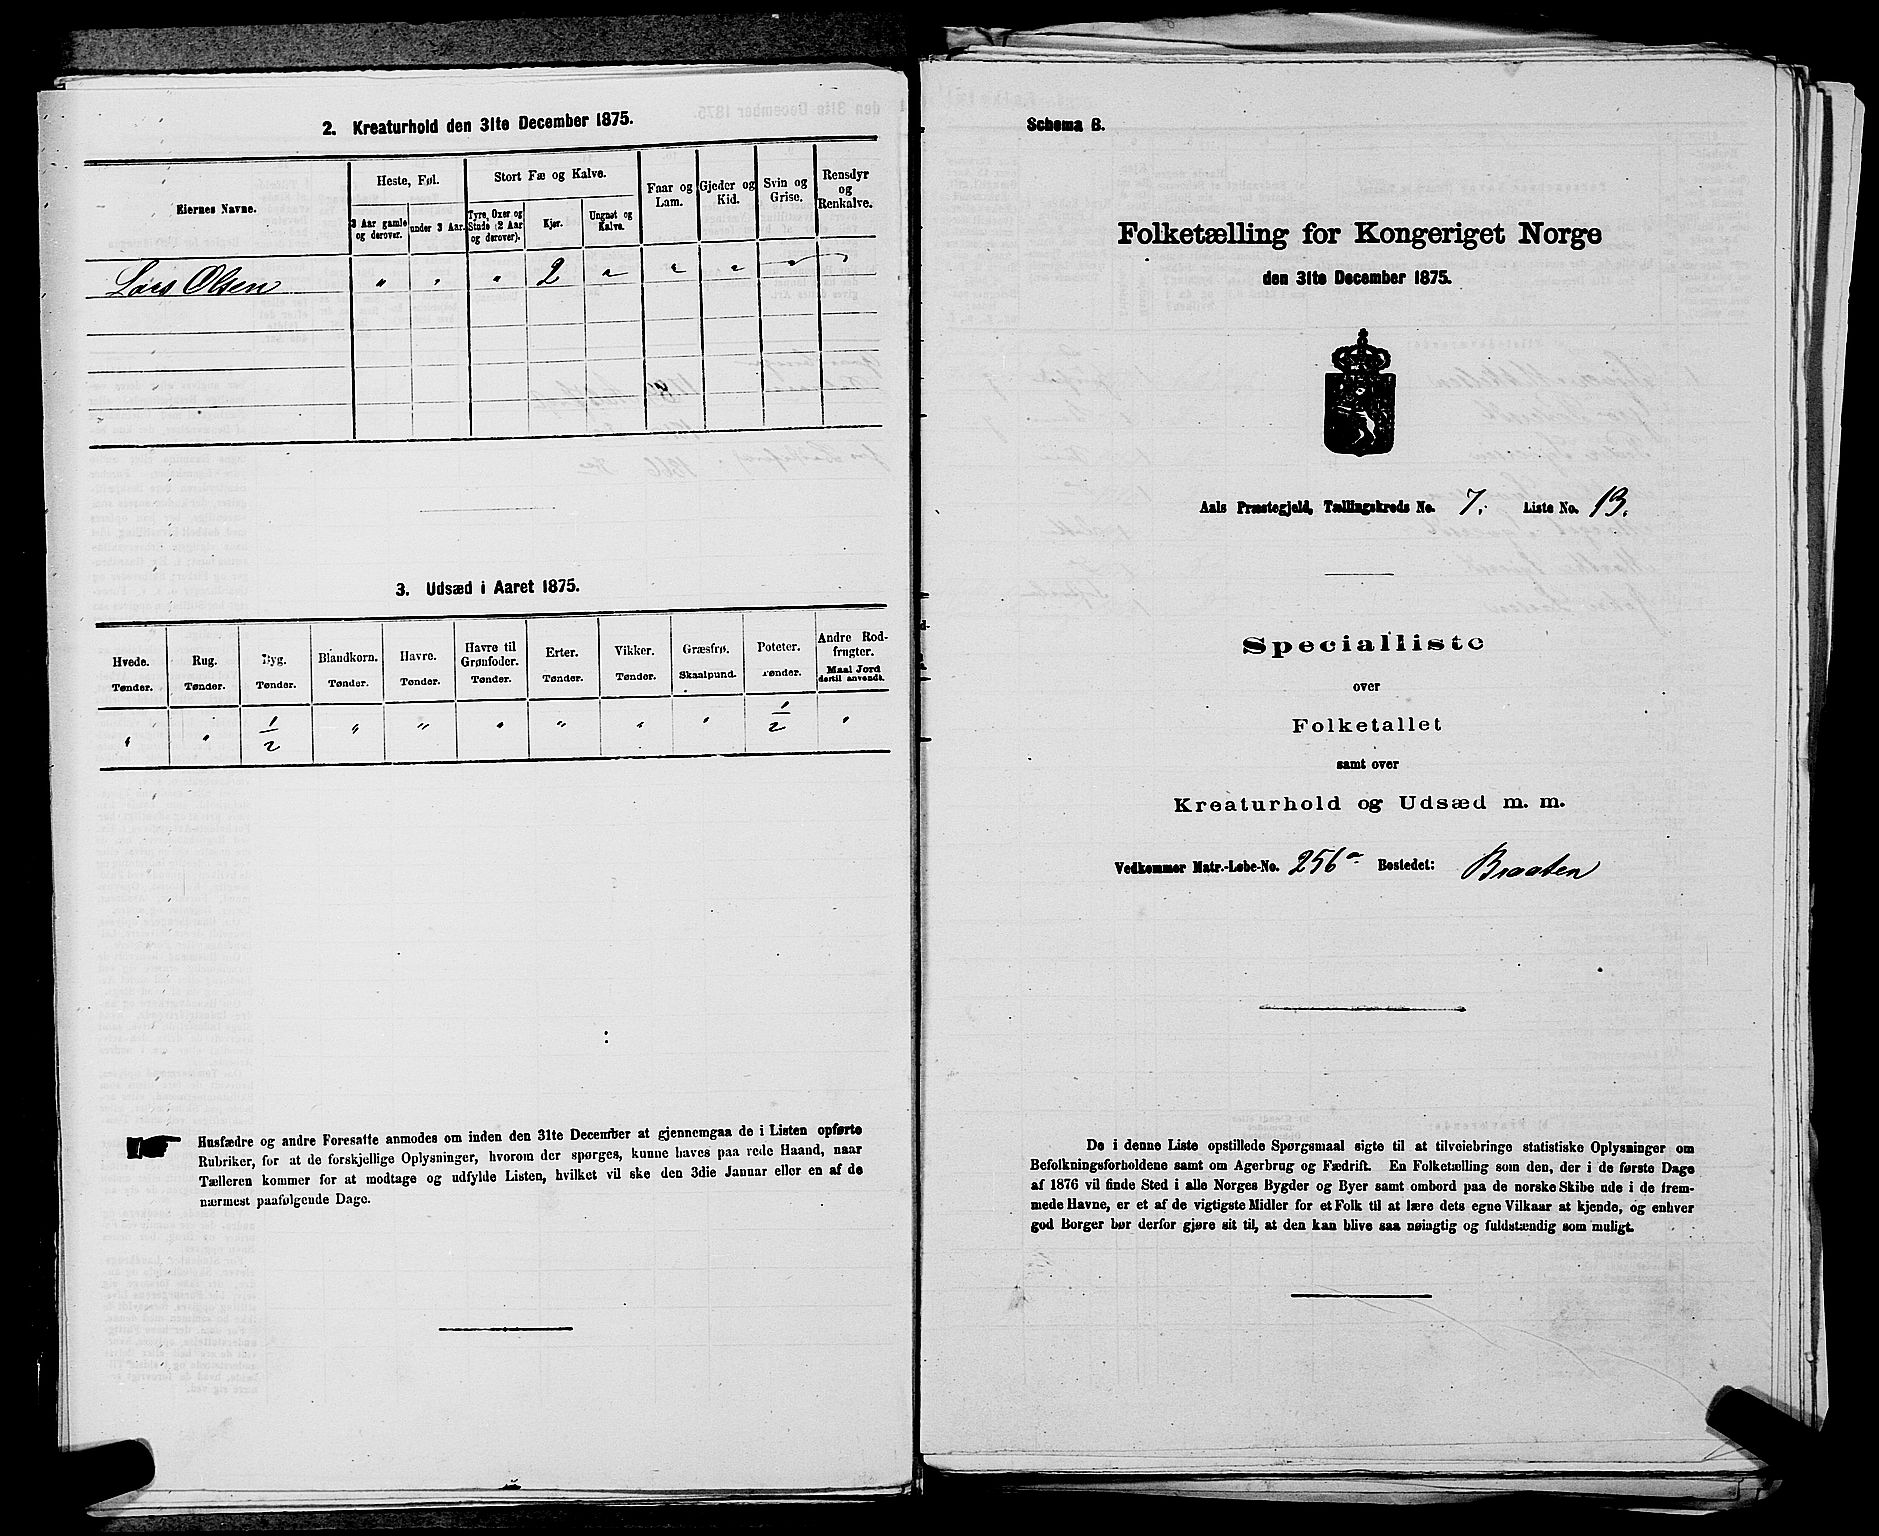 2. Kreaturhold den 31te December 1875.
Eiernes Navne.
Heste, Føl.
Stort Fæ og Kalve.
Faar og Lam.
Gjeder og Kid.
Svin og Grise.
Rensdyr og Renkalve.
3 Aar gamle og derover.
under 3 Aar.
Tyre, Oxer og Stude (2 Aar og derover).
Kjør.
Ungnøt og Kalve.
Lars Olsen " " " 2 " " " " "
3. Udsæd i Aaret 1875.
Hvede. Rug. Byg. Blandkorn. Havre. Havre til Grønfoder. Erter. Vikker. Græsfrø. Poteter. Andre Rodfrugter.
Tønder. Tønder. Tønder. Tønder. Tønder. Tønder. Tønder. Tønder. Skaalpund. Tønder. Maal Jord dertil anvendt.
" " 1/2 " " " " " " 1/2 "
Husfædre og andre Foresatte anmodes om inden den 31te December at gjennemgaa de i Listen opførte
Rubriker, for at de forskjellige Oplysninger, hvorom der spørges, kunne haves paa rede Haand, naar
Tælleren kommer for at modtage og udfylde Listen, hvilket vil ske den 3die Januar eller en af de
nærmest paafølgende Dage.
Schema B.
Folketælling for Kongeriget Norge
den 31te December 1875.
Aals Præstegjeld, Tællingskreds No. 7. Liste No. 13.
Specialliste
over
Folketallet
samt over
Kreaturhold og Udsæd m. m.
Vedkommer Matr.-Løbe-No. 256a Bostedet: Braaten
De i denne Liste opstillede Spørgsmaal sigte til at tilveiebringe statistiske Oplysninger om
Befolkningsforholdene samt om Agerbrug og Fædrift. En Folketælling som den, der i de første Dage
af 1876 vil finde Sted i alle Norges Bygder og Byer samt ombord paa de norske Skibe ude i de frem-
mede Havne, er et af de vigtigste Midler for et Folk til at lære dets egne Vilkaar at kjende, og enhver
god Borger bør derfor gjøre sit til, at den kan blive saa nøiagtig og fuldstændig som muligt.